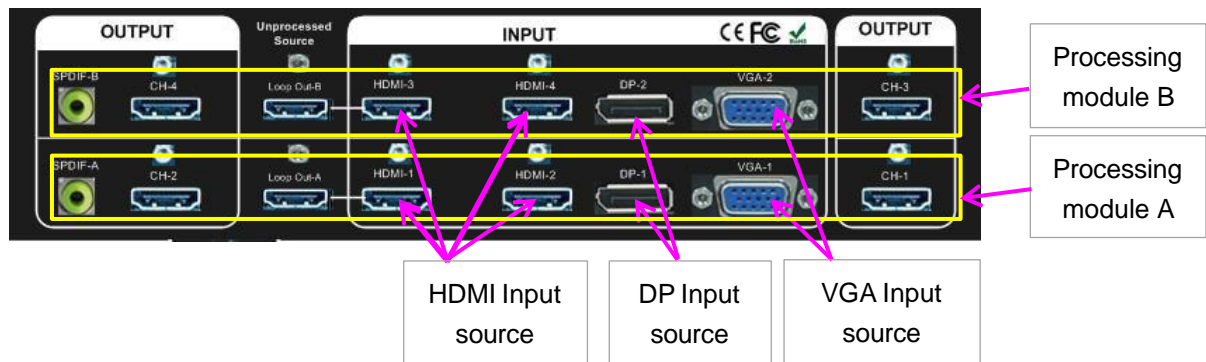 OUTPUT
Unprocessed
Source
INPUT
CE FC RoHS
OUTPUT
SPDIF-B
CH-4
Loop Out-B
HDMI-3
HDMI-4
DP-2
VGA-2
CH-3
SPDIF-A
CH-2
Loop Out-A
HDMI-1
HDMI-2
DP-1
VGA-1
CH-1
Processing
module B
Processing
module A
HDMI Input
source
DP Input
source
VGA Input
source